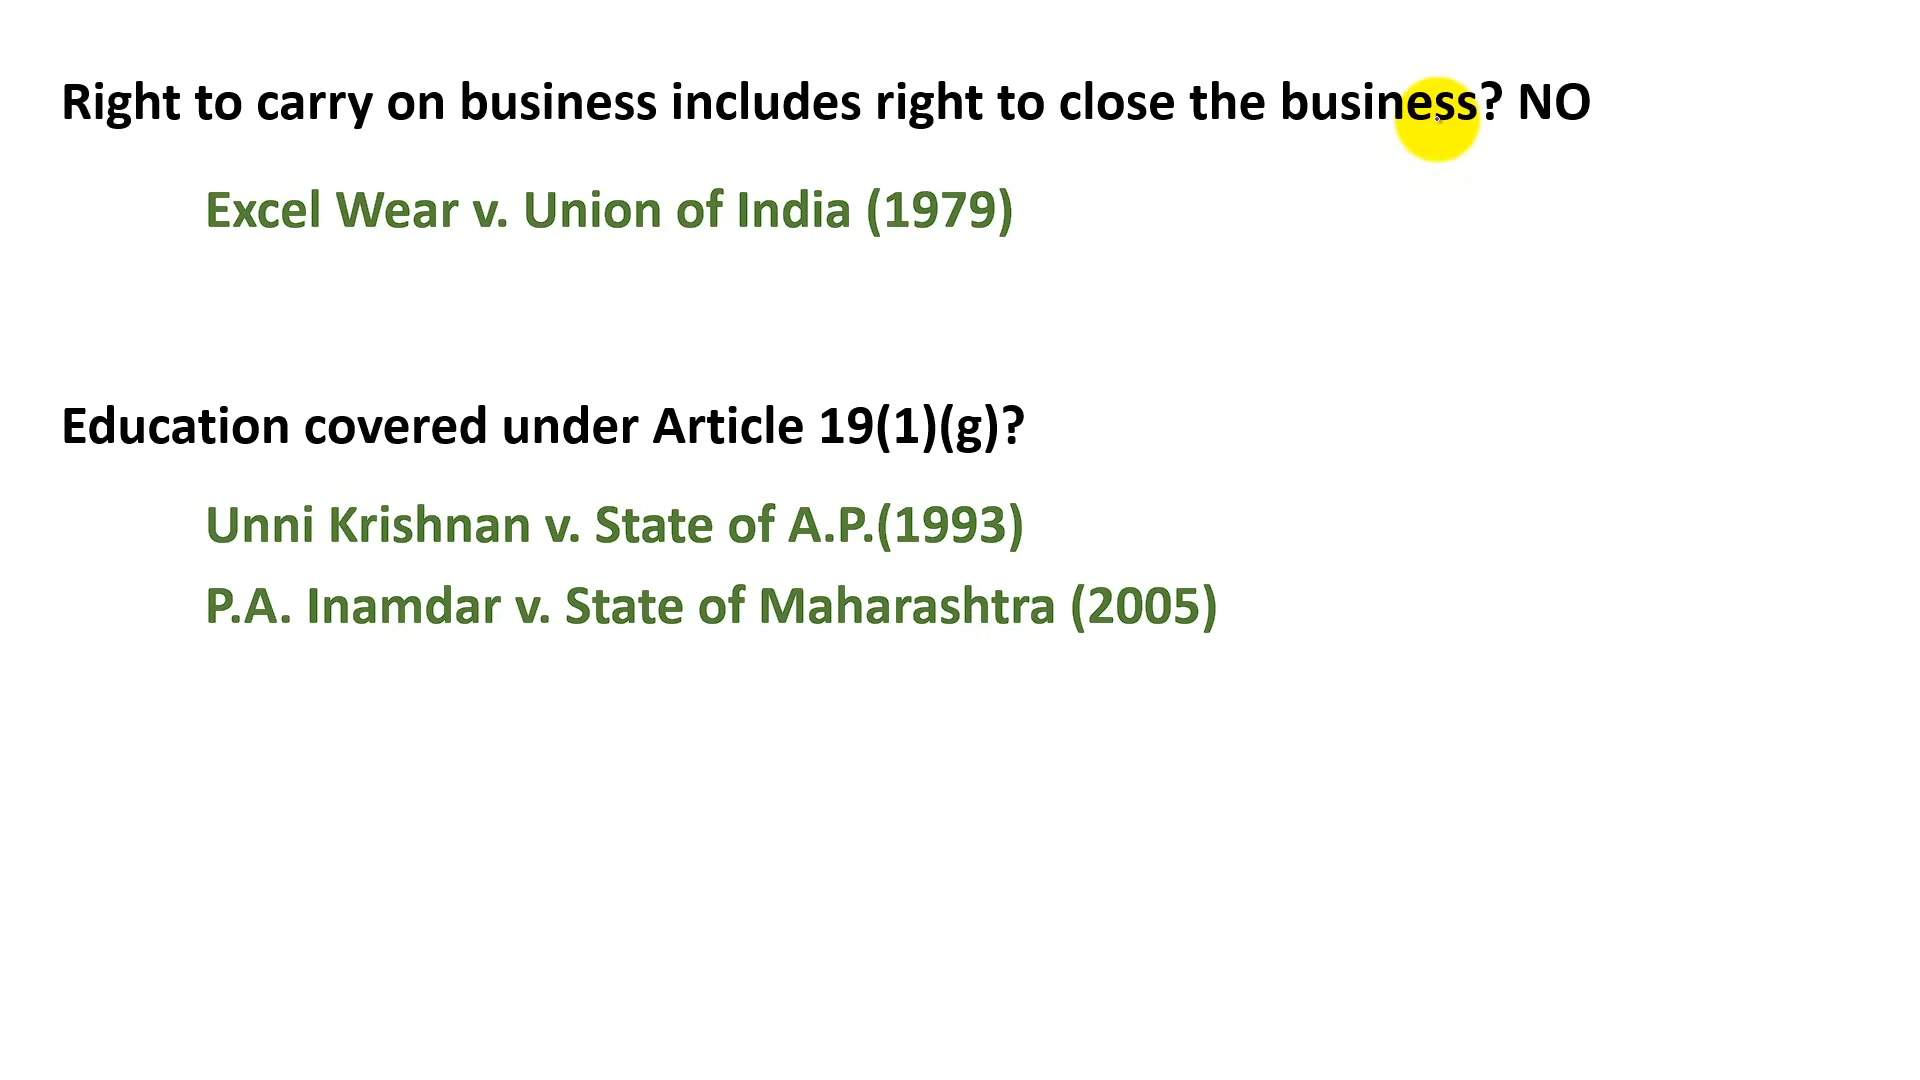 Right to carry on business includes right to close the business? NO
Excel Wear v. Union of India (1979)
Education covered under Article 19(1)(g)?
Unni Krishnan v. State of A.P.(1993)
P.A. Inamdar v. State of Maharashtra (2005)